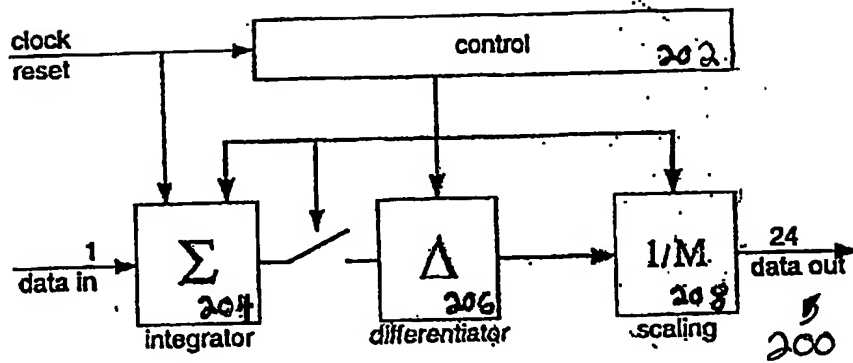 clock
reset
control
202
1
data in
Σ
204
integrator
Δ
206
differentiator
1/M
208
scaling
24
data out
200